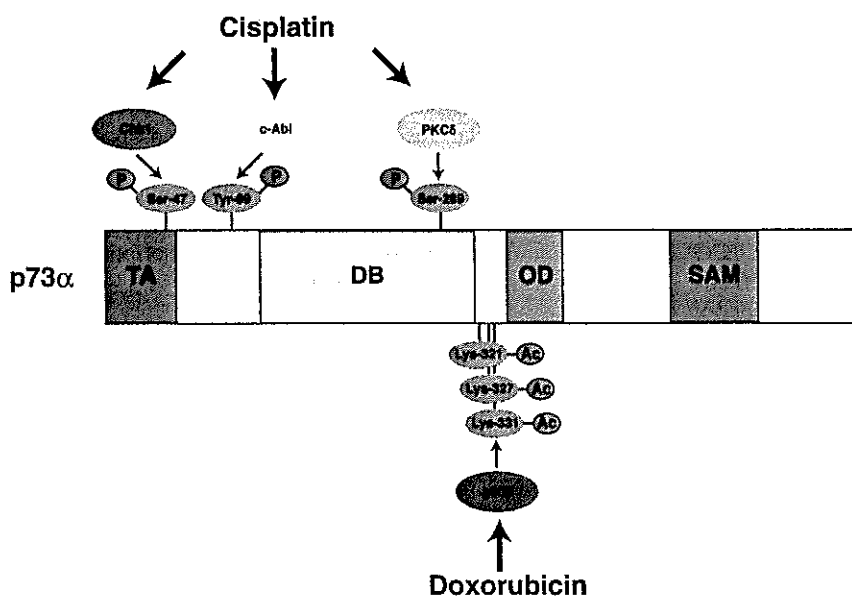 Cisplatin
c-Abl
PKCδ
P
P
P
Ser-47
Tyr-99
Ser-289
p73α
TA
DB
OD
SAM
Lys-321
Ac
Lys-327
Ac
Lys-331
Ac
Doxorubicin